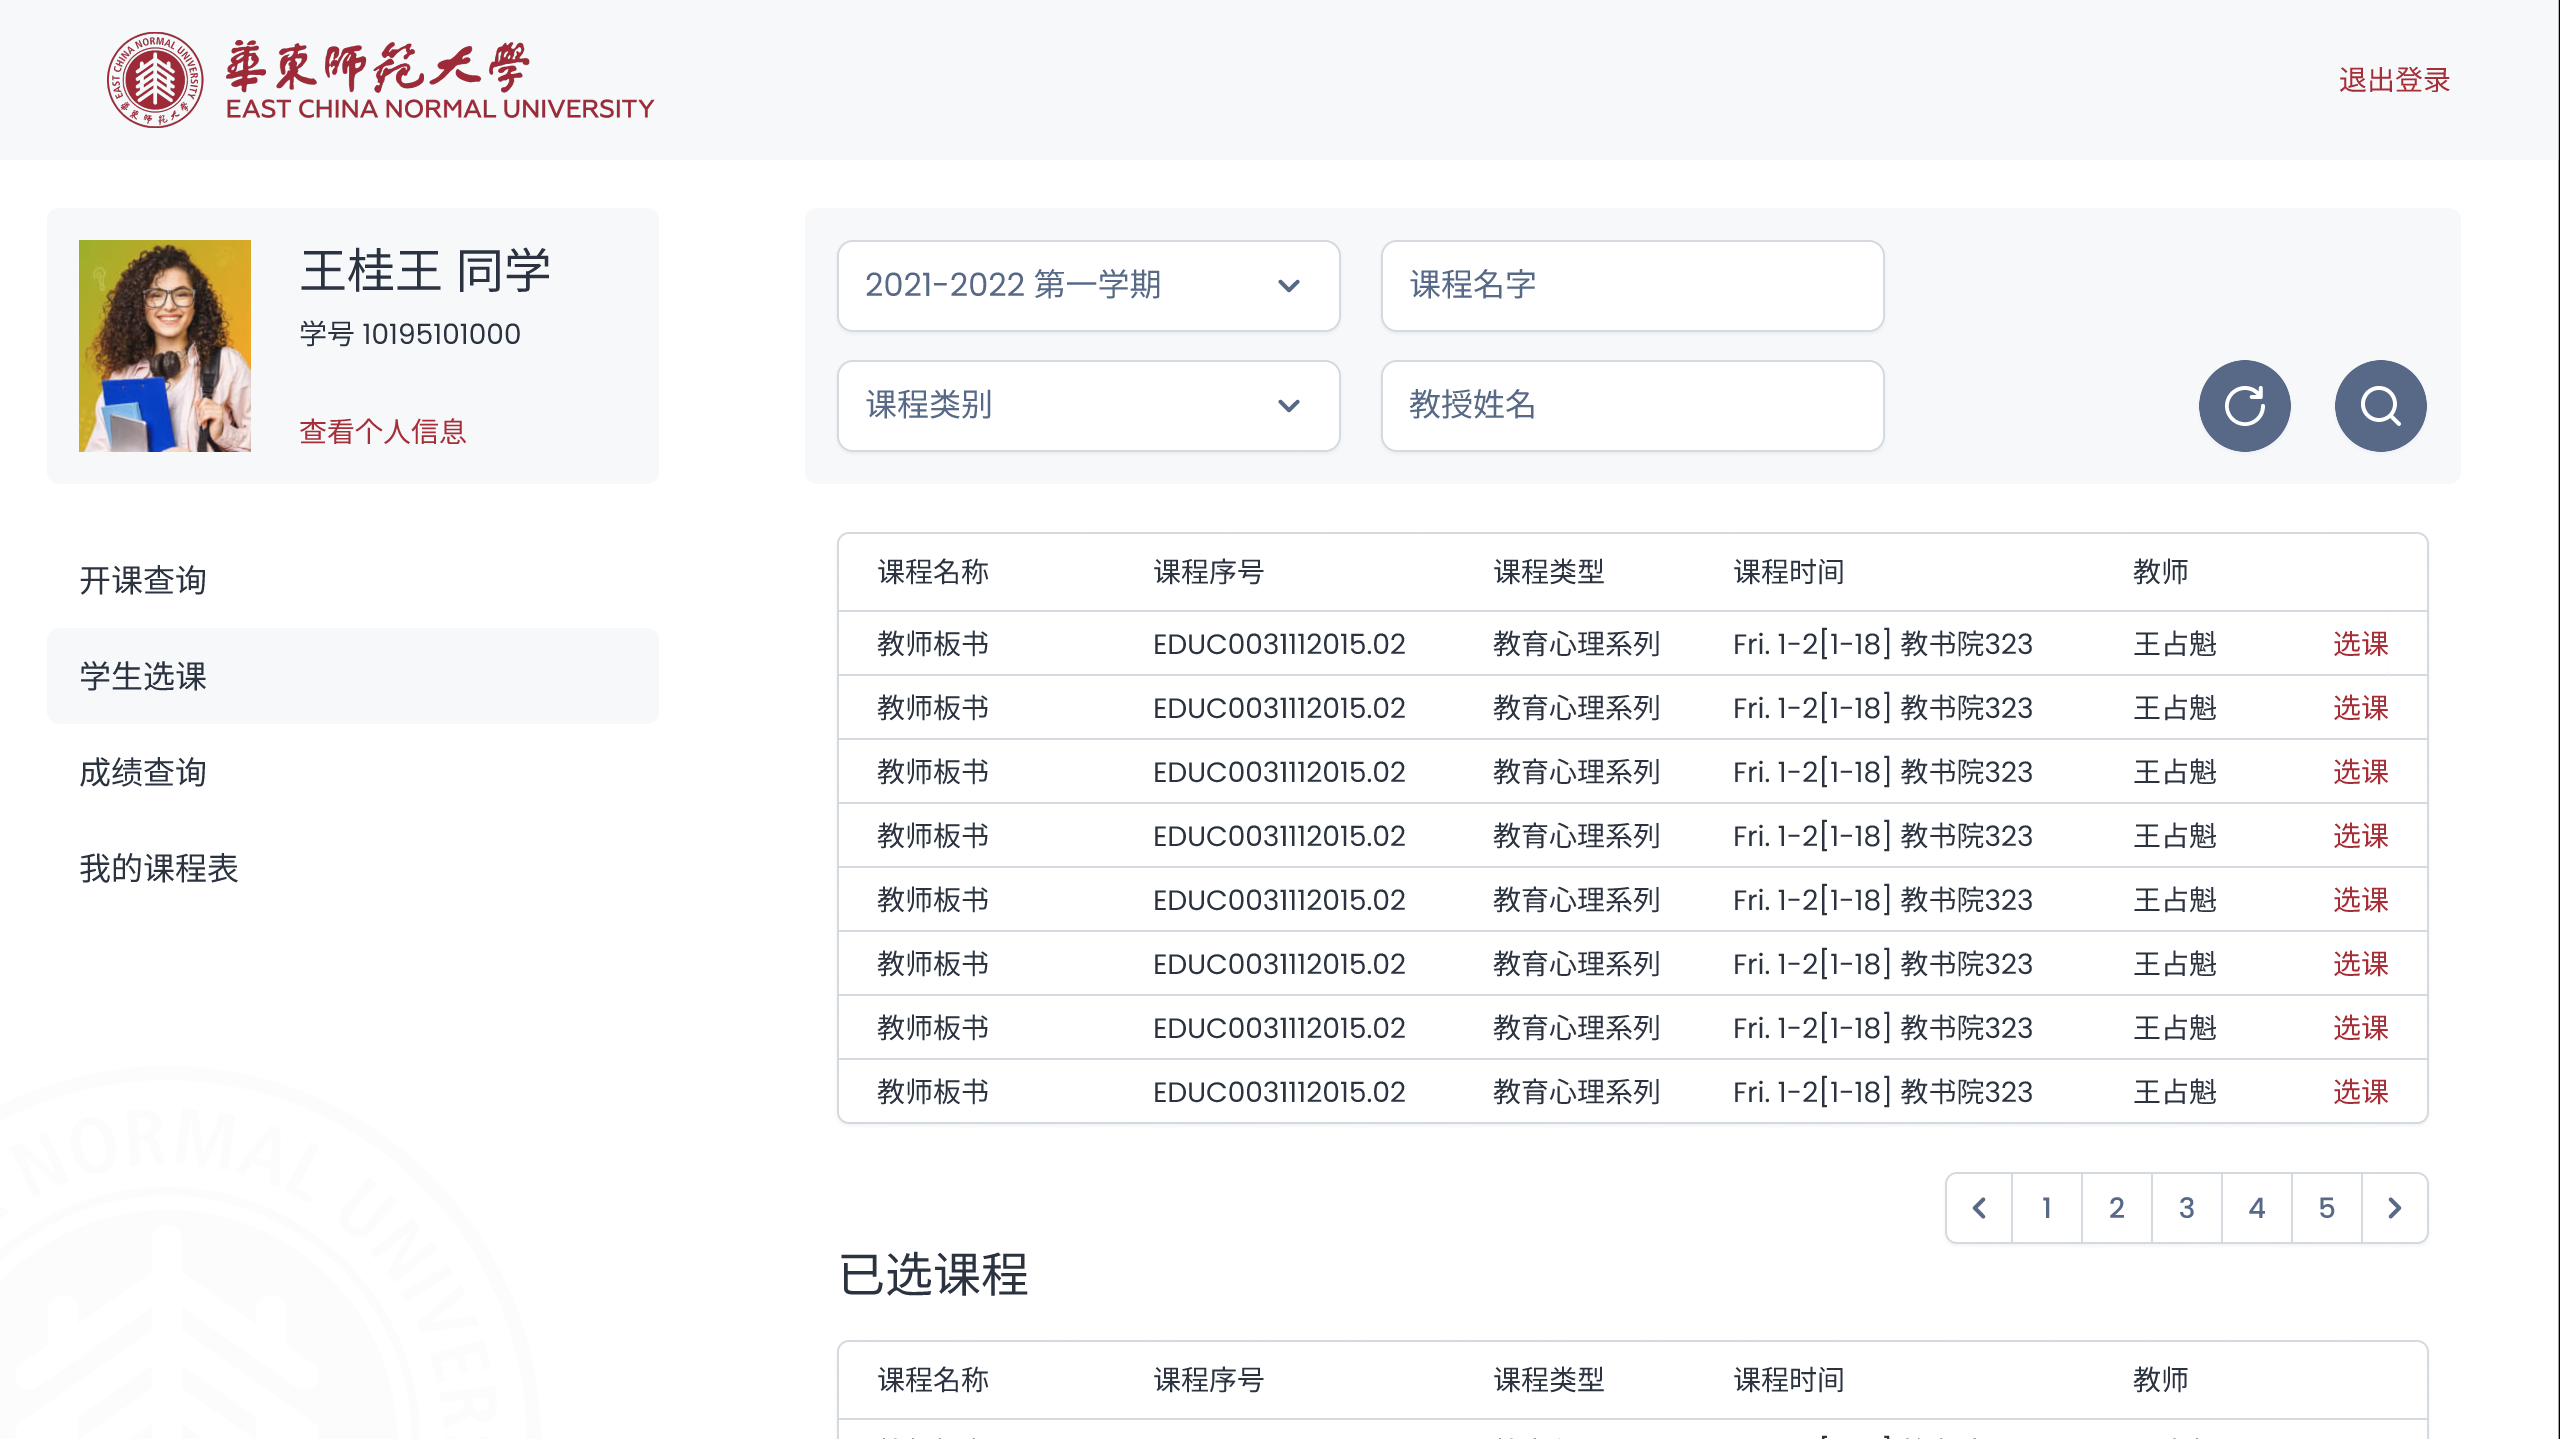 EAST CHINA NORMAL UNIVERSITY
華東師範大學
華東師範大學
EAST CHINA NORMAL UNIVERSITY
退出登录
王桂王 同学
学号 10195101000
查看个人信息
开课查询
学生选课
成绩查询
我的课程表
2021-2022 第一学期
课程名字
课程类别
教授姓名
课程名称 课程序号 课程类型 课程时间 教师
教师板书 EDUC0031112015.02 教育心理系列 Fri. 1-2[1-18] 教书院323 王占魁 选课
教师板书 EDUC0031112015.02 教育心理系列 Fri. 1-2[1-18] 教书院323 王占魁 选课
教师板书 EDUC0031112015.02 教育心理系列 Fri. 1-2[1-18] 教书院323 王占魁 选课
教师板书 EDUC0031112015.02 教育心理系列 Fri. 1-2[1-18] 教书院323 王占魁 选课
教师板书 EDUC0031112015.02 教育心理系列 Fri. 1-2[1-18] 教书院323 王占魁 选课
教师板书 EDUC0031112015.02 教育心理系列 Fri. 1-2[1-18] 教书院323 王占魁 选课
教师板书 EDUC0031112015.02 教育心理系列 Fri. 1-2[1-18] 教书院323 王占魁 选课
教师板书 EDUC0031112015.02 教育心理系列 Fri. 1-2[1-18] 教书院323 王占魁 选课
1 2 3 4 5
已选课程
课程名称 课程序号 课程类型 课程时间 教师
NORMAL